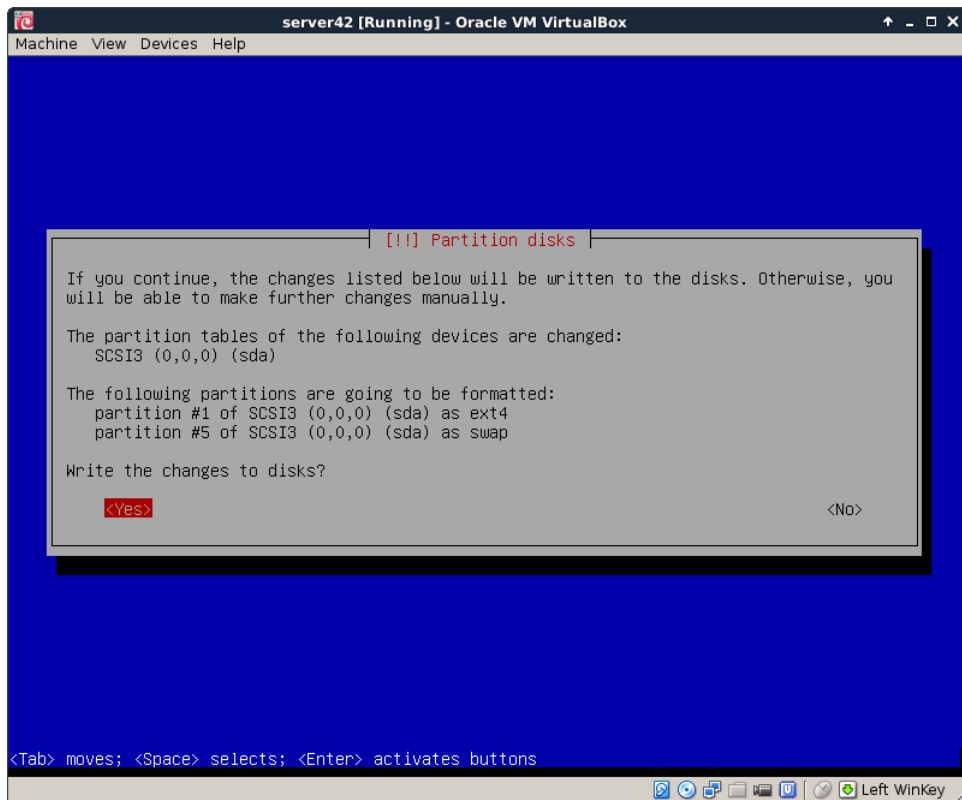 server42 [Running] - Oracle VM VirtualBox
Machine View Devices Help
[!!] Partition disks
If you continue, the changes listed below will be written to the disks. Otherwise, you
will be able to make further changes manually.
The partition tables of the following devices are changed:
SCSI3 (0,0,0) (sda)
The following partitions are going to be formatted:
partition #1 of SCSI3 (0,0,0) (sda) as ext4
partition #5 of SCSI3 (0,0,0) (sda) as swap
Write the changes to disks?
<Yes> <No>
<Tab> moves; <Space> selects; <Enter> activates buttons
Left WinKey